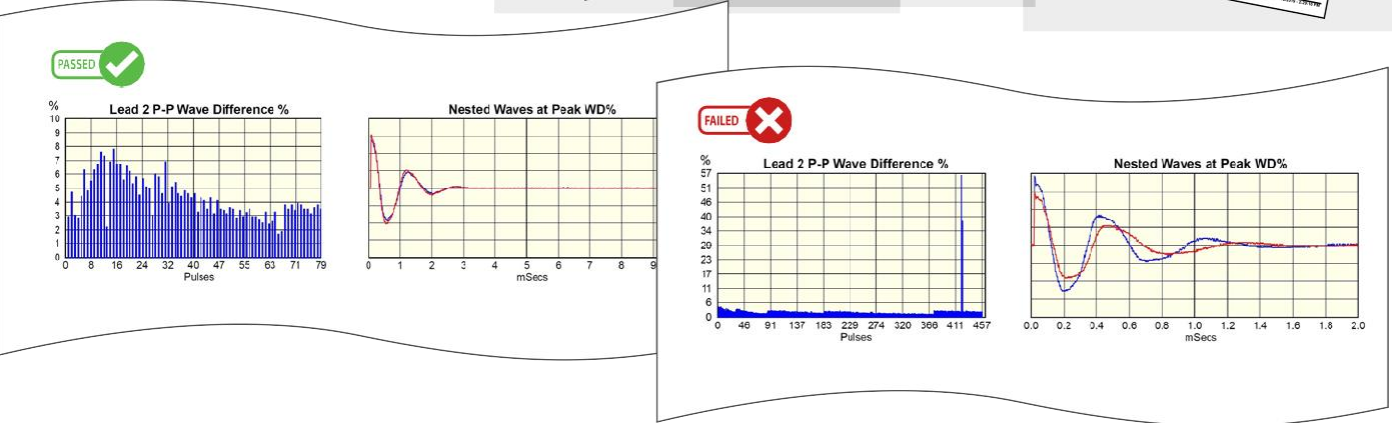 PASSED
%
Lead 2 P-P Wave Difference %
10
9
8
7
6
5
4
3
2
1
0
0 8 16 24 32 40 47 55 63 71 79
Pulses
Nested Waves at Peak WD%
0 1 2 3 4 5 6 7 8 9
mSecs
FAILED
%
Lead 2 P-P Wave Difference %
57
51
46
40
34
29
23
17
11
6
0
0 46 91 137 183 229 274 320 366 411 457
Pulses
Nested Waves at Peak WD%
0.0 0.2 0.4 0.6 0.8 1.0 1.2 1.4 1.6 1.8 2.0
mSecs